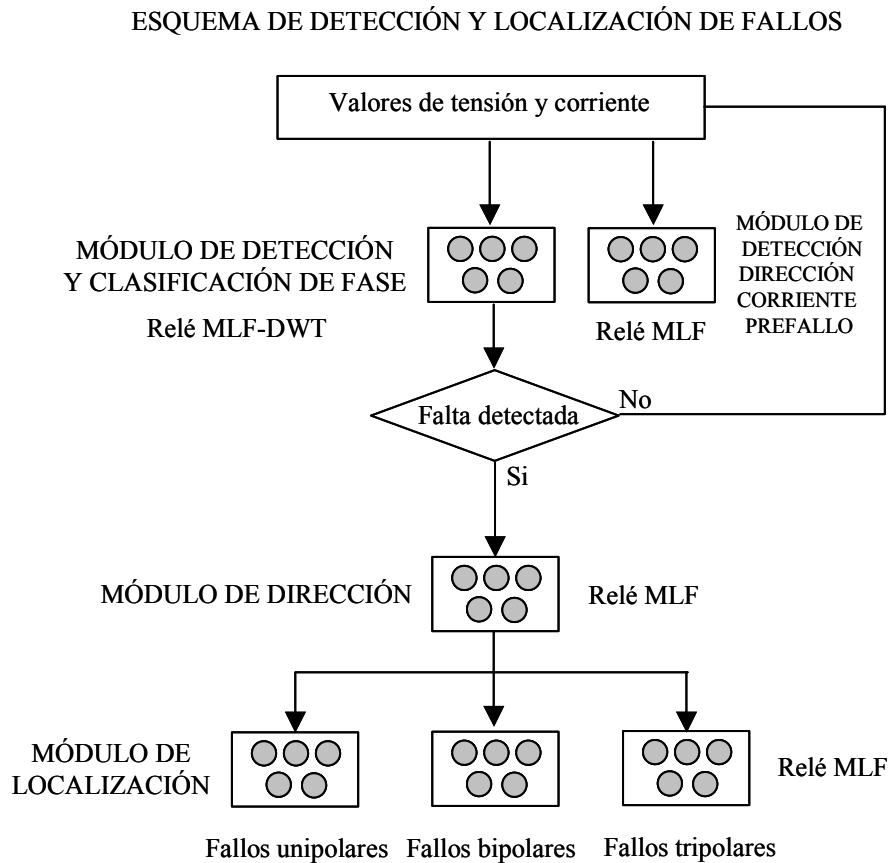 ESQUEMA DE DETECCIÓN Y LOCALIZACIÓN DE FALLOS
Valores de tensión y corriente
MÓDULO DE DETECCIÓN
Y CLASIFICACIÓN DE FASE
Relé MLF-DWT
Relé MLF
MÓDULO DE
DETECCIÓN
DIRECCIÓN
CORRIENTE
PREFALLO
Falta detectada
No
Si
MÓDULO DE DIRECCIÓN
Relé MLF
MÓDULO DE
LOCALIZACIÓN
Relé MLF
Fallos unipolares
Fallos bipolares
Fallos tripolares